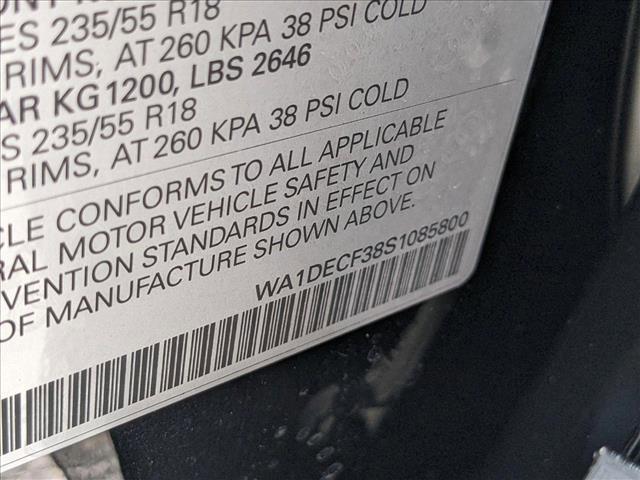 ES 235/55 R18
RIMS, AT 260 KPA 38 PSI COLD
AR KG1200, LBS 2646
S 235/55 R18
RIMS, AT 260 KPA 38 PSI COLD
CLE CONFORMS TO ALL APPLICABLE
RAL MOTOR VEHICLE SAFETY AND
VENTION STANDARDS IN EFFECT ON
OF MANUFACTURE SHOWN ABOVE.
WA1DECF38S1085800